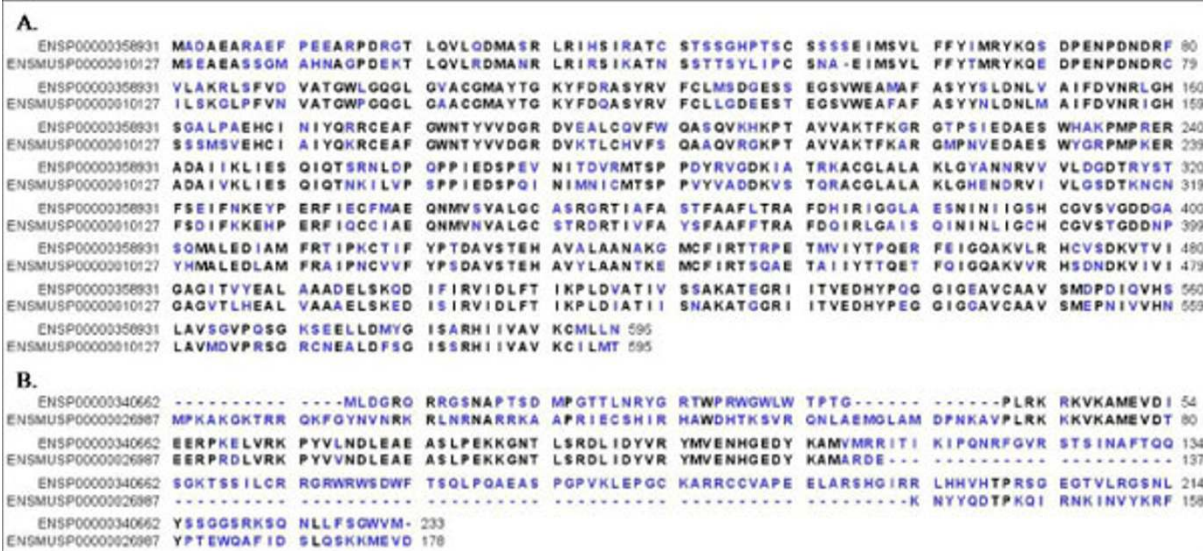 A.
ENSP00000358931 MADAEARAEF PEEARPDRGT LQVLQDMASR LRIHSIRATC STSSGHPTSC SSSSEIMSVL FFYIMRYKQS DPENPDNDRF 80
ENSMUSP00000010127 MSEAEASSGM AHNAGPDEKT LQVLRDMANR LRIRSIKATN SSTTSYLIPC SNA-EIMSVL FFYTMRYKQE DPENPDNDRC 79
ENSP00000358931 VLAKRLSFVD VATGWLGQGL GVACGMAYTG KYFDRASYRV FCLMSDGESS EGSVWEAMAF ASYYSLDNLV AIFDVNRLGH 160
ENSMUSP00000010127 ILSKGLPFVN VATGWPGQGL GAACGMAYTG KYFDQASYRV FCLLGDEEST EGSVWEAFAF ASYYNLDNLM AIFDVNRIGH 159
ENSP00000358931 SGALPAEHCI NIYQRRCEAF GWNTYVVDGR DVEALCQVFW QASQVKHKPT AVVAKTFKGR GTPSIEDAES WHAKPMPRER 240
ENSMUSP00000010127 SSSMSVEHCI AIYQKRCEAF GWNTYVVDGR DVKTLCHVFS QAAQVRGKPT AVVAKTFKAR GMPNVEDAES WYGRPMPKER 239
ENSP00000358931 ADAIIKLIES QIQTSRNLDP QPPIEDSPEV NITDVRMTSP PDYRVGDKIA TRKACGLALA KLGYANNRVV VLDGDTRYST 320
ENSMUSP00000010127 ADAIVKLIES QIQTNKILVP SPPIEDSPQI NIMNICMTSP PVYVADDKVS TQRACGLALA KLGHENDRVI VLGSDTKNCN 319
ENSP00000358931 FSEIFNKEYP ERFIECFMAE QNMVSVALGC ASRGRTIAFA STFAAFLTRA FDHIRIGGLA ESNINIIGSH CGVSVGDDGA 400
ENSMUSP00000010127 FSDIFKKEHP ERFIQCCIAE QNMVNVALGC STRDRTIVFA YSFAAFFTRA FDQIRLGAIS QININLIGCH CGVSTGDDNP 399
ENSP00000358931 SQMALEDIAM FRTIPKCTIF YPTDAVSTEH AVALAANAKG MCFIRTTRPE TMVIYTPQER FEIGQAKVLR HCVSDKVTVI 480
ENSMUSP00000010127 YHMALEDLAM FRAIPNCVVF YPSDAVSTEH AVYLAANTKE MCFIRTSQAE TAIIYTTQET FQIGQAKVVR HSDNDKVIVI 479
ENSP00000358931 GAGITVYEAL AAADELSKQD IFIRVIDLFT IKPLDVATIV SSAKATEGRI ITVEDHYPQG GIGEAVCAAV SMDPDIQVHS 560
ENSMUSP00000010127 GAGVTLHEAL VAAAELSKED ISIRVIDLFT IKPLDIATII SNAKATGGRI ITVEDHYPEG GIGGAVCAAV SMEPNIVVHN 559
ENSP00000358931 LAVSGVPQSG KSEELLDMYG ISARHIIVAV KCMLLN 596
ENSMUSP00000010127 LAVMDVPRSG RCNEALDFSG ISSRHIIVAV KCILMT 595
B.
ENSP00000340662 ---------- ----MLDGRQ RRGSNAPTSD MPGTTLNRYG RTWPRWGWLW TPTG------ ------PLRK RKVKAMEVDI 54
ENSMUSP00000026987 MPKAKGKTRR QKFGYNVNRK RLNRNARRKA APRIECSHIR HAWDHTKSVR QNLAEMGLAM DPNKAVPLRK KKVKAMEVDT 80
ENSP00000340662 EERPKELVRK PYVLNDLEAE ASLPEKKGNT LSRDLIDYVR YMVENHGEDY KAMVMRRITI KIPQNRFGVR STSINAFTQQ 134
ENSMUSP00000026987 EERPRDLVRK PYVVNDLEAE ASLPEKKGNT LSRDLIDYVR YMVENHGEDY KAMARDE--- ---------- ---------- 137
ENSP00000340662 SGKTSSILCR RGRWRWSDWF TSQLPQAEAS PGPVKLEPGC KARRCCVAPE ELARSHGIRR LHHVHTPRSG EGTVLRGSNL 214
ENSMUSP00000026987 ---------- ---------- ---------- ---------- ---------- ---------K NYYQDTPKQI RNKINVYKRF 158
ENSP00000340662 YSSGGSRKSQ NLLFSGWVM- 233
ENSMUSP00000026987 YPTEWQAFID SLQSKKMEVD 178